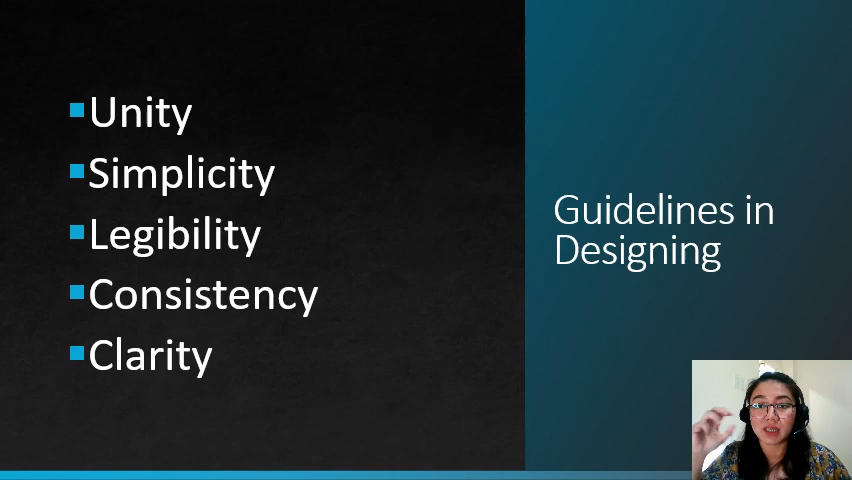 Unity
Simplicity
Legibility
Consistency
Clarity
Guidelines in
Designing